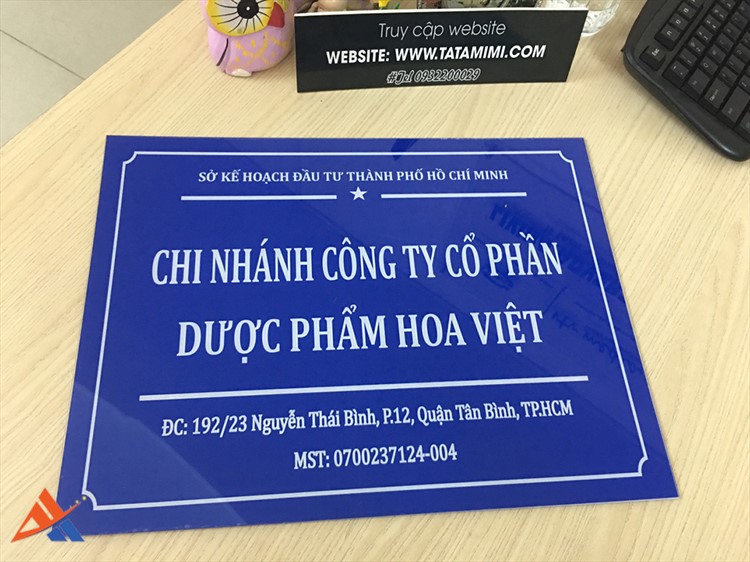 Truy cập website
WEBSITE: WWW.TATAMIMI.COM
#Tel 0932200029
SỞ KẾ HOẠCH ĐẦU TƯ THÀNH PHỐ HỒ CHÍ MINH
CHI NHÁNH CÔNG TY CỔ PHẦN
DƯỢC PHẨM HOA VIỆT
ĐC: 192/23 Nguyễn Thái Bình, P.12, Quận Tân Bình, TP.HCM
MST: 0700237124-004